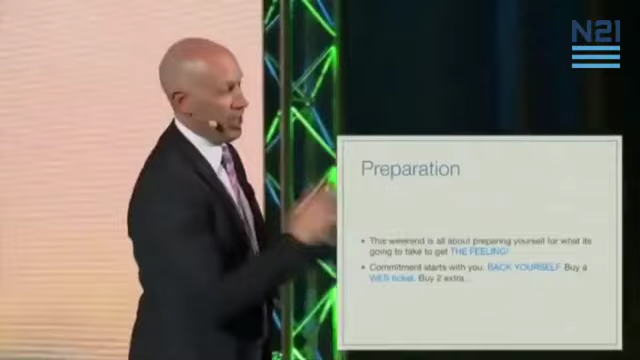 N21
Preparation
• This weekend is all about preparing yourself for what its
going to take to get THE FEELING!
• Commitment starts with you. BACK YOURSELF. Buy a
WES ticket. Buy 2 extra...